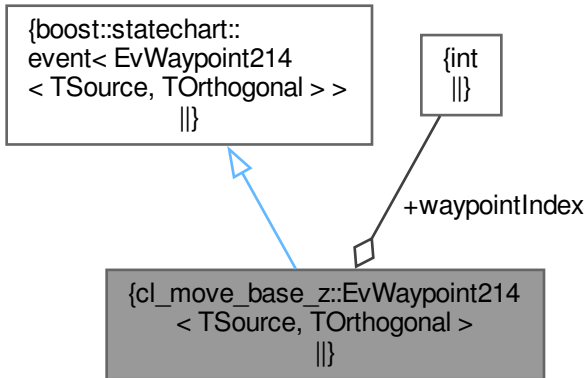 {boost::statechart::
event< EvWaypoint214
< TSource, TOrthogonal > >
||}
{int
||}
+waypointIndex
{cl_move_base_z::EvWaypoint214
< TSource, TOrthogonal >
||}